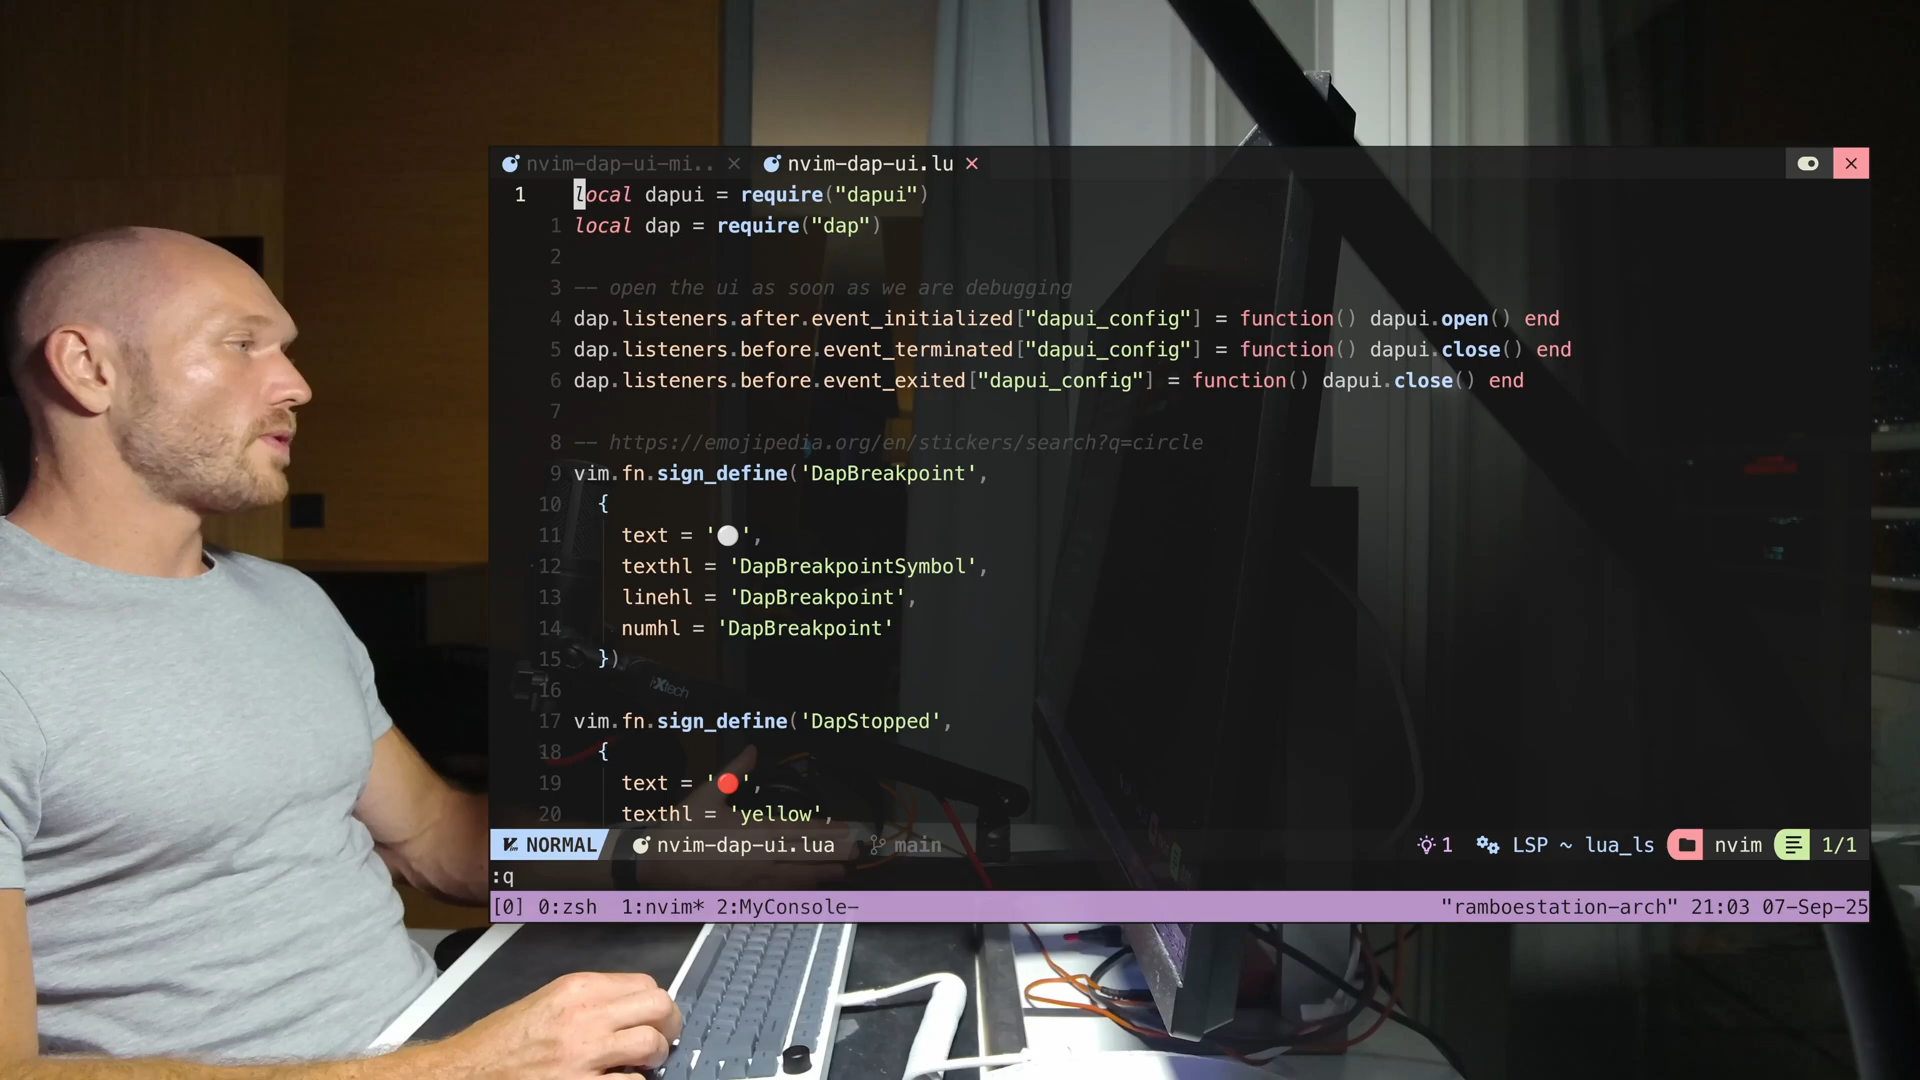 nvim-dap-ui-mi.. × nvim-dap-ui.lu ×
1 local dapui = require("dapui")
1 local dap = require("dap")
2
3 -- open the ui as soon as we are debugging
4 dap.listeners.after.event_initialized["dapui_config"] = function() dapui.open() end
5 dap.listeners.before.event_terminated["dapui_config"] = function() dapui.close() end
6 dap.listeners.before.event_exited["dapui_config"] = function() dapui.close() end
7
8 -- https://emojipedia.org/en/stickers/search?q=circle
9 vim.fn.sign_define('DapBreakpoint',
10 {
11 text = '⚪',
12 texthl = 'DapBreakpointSymbol',
13 linehl = 'DapBreakpoint',
14 numhl = 'DapBreakpoint'
15 })
16
17 vim.fn.sign_define('DapStopped',
18 {
19 text = '🔴',
20 texthl = 'yellow',
NORMAL nvim-dap-ui.lua main 1 LSP ~ lua_ls nvim 1/1
:q
[0] 0:zsh 1:nvim* 2:MyConsole- "ramboestation-arch" 21:03 07-Sep-25